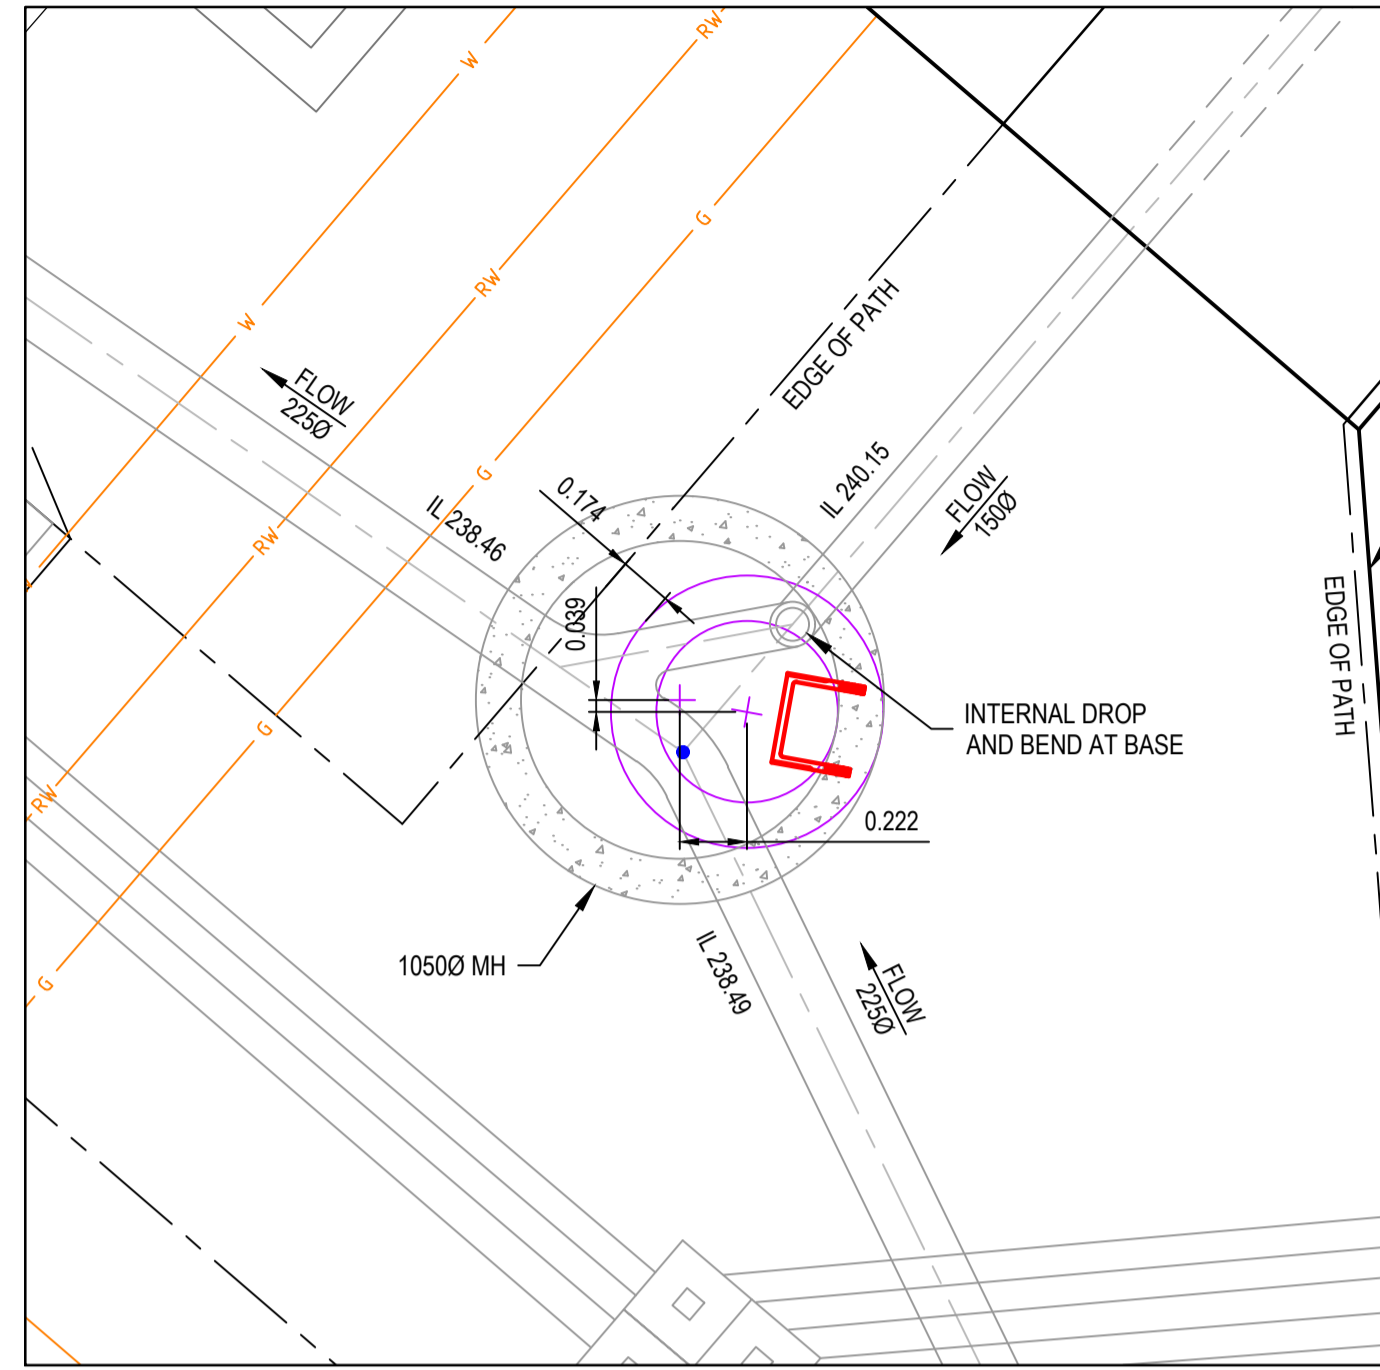 W
RW
G
W
RW
G
EDGE OF PATH
FLOW
225Ø
IL 238.46
0.174
IL 240.15
FLOW
150Ø
RW
G
0.039
EDGE OF PATH
INTERNAL DROP
AND BEND AT BASE
G
RW
0.222
1050Ø MH
IL 238.49
FLOW
225Ø
G